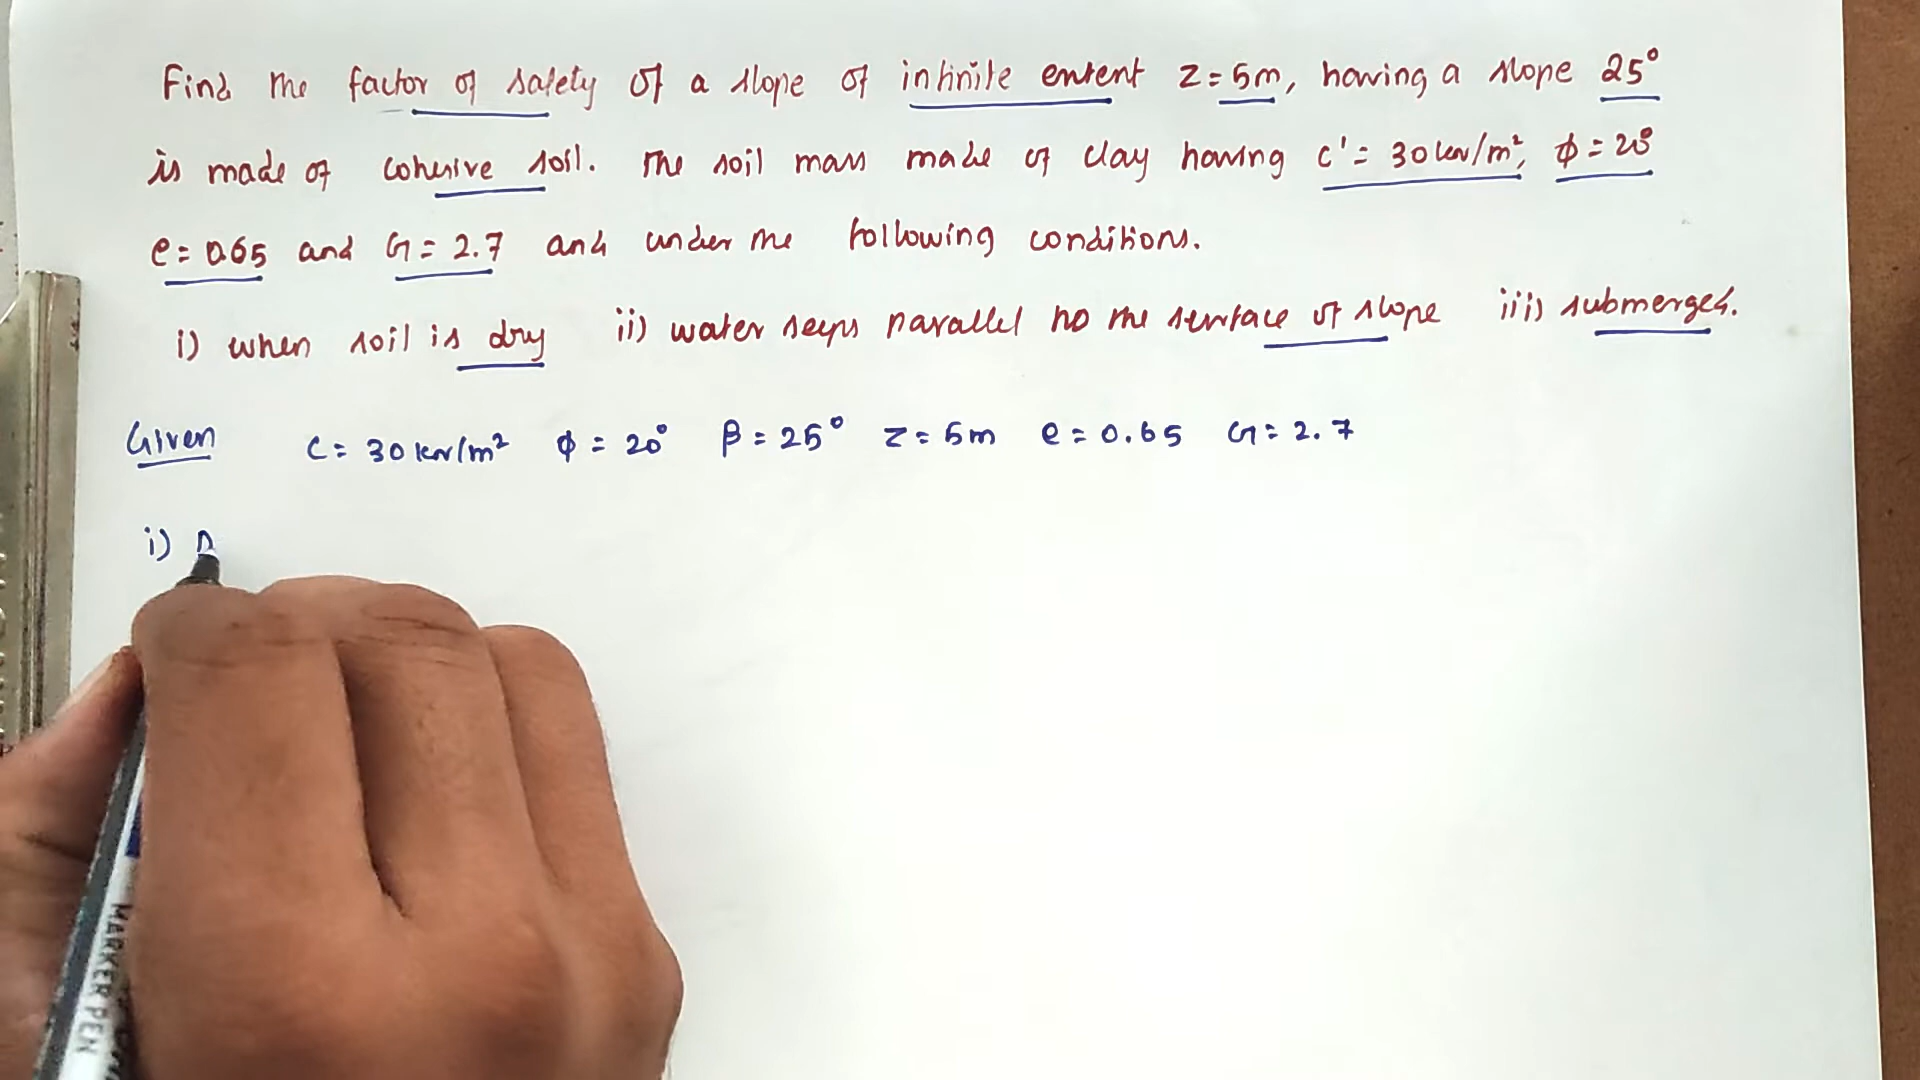 Find the factor of safety of a slope of infinite extent z = 5m, having a slope 25°
is made of cohesive soil. The soil mass made of clay having c' = 30 kN/m², φ = 20°
e = 0.65 and G = 2.7 and under the following conditions.
i) when soil is dry ii) water seeps parallel to the surface of slope iii) submerged.
Given c = 30 kN/m² φ = 20° β = 25° z = 5m e = 0.65 G = 2.7
i) D
MARKER PEN